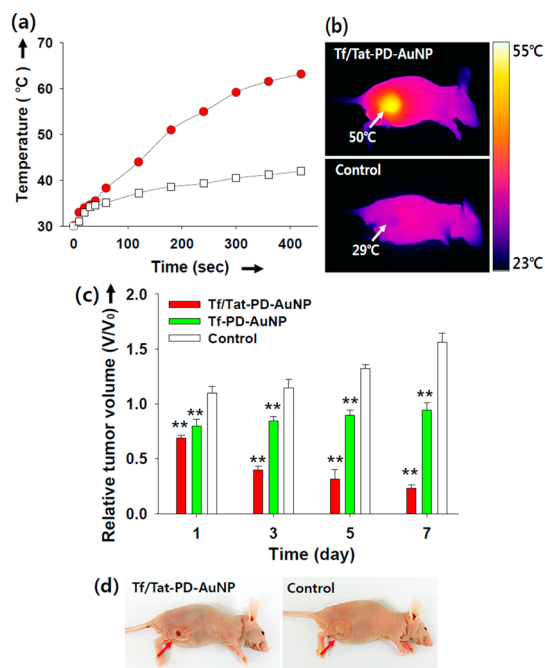 (a)
70
60
50
40
30
Temperature ( °C)
0 100 200 300 400
Time (sec)
(b)
Tf/Tat-PD-AuNP
50℃
Control
29℃
55℃
23℃
(c)
2.0
1.5
1.0
0.5
0.0
Relative tumor volume (V/V₀)
Tf/Tat-PD-AuNP
Tf-PD-AuNP
Control
** ** ** ** ** ** ** **
1 3 5 7
Time (day)
(d)
Tf/Tat-PD-AuNP Control